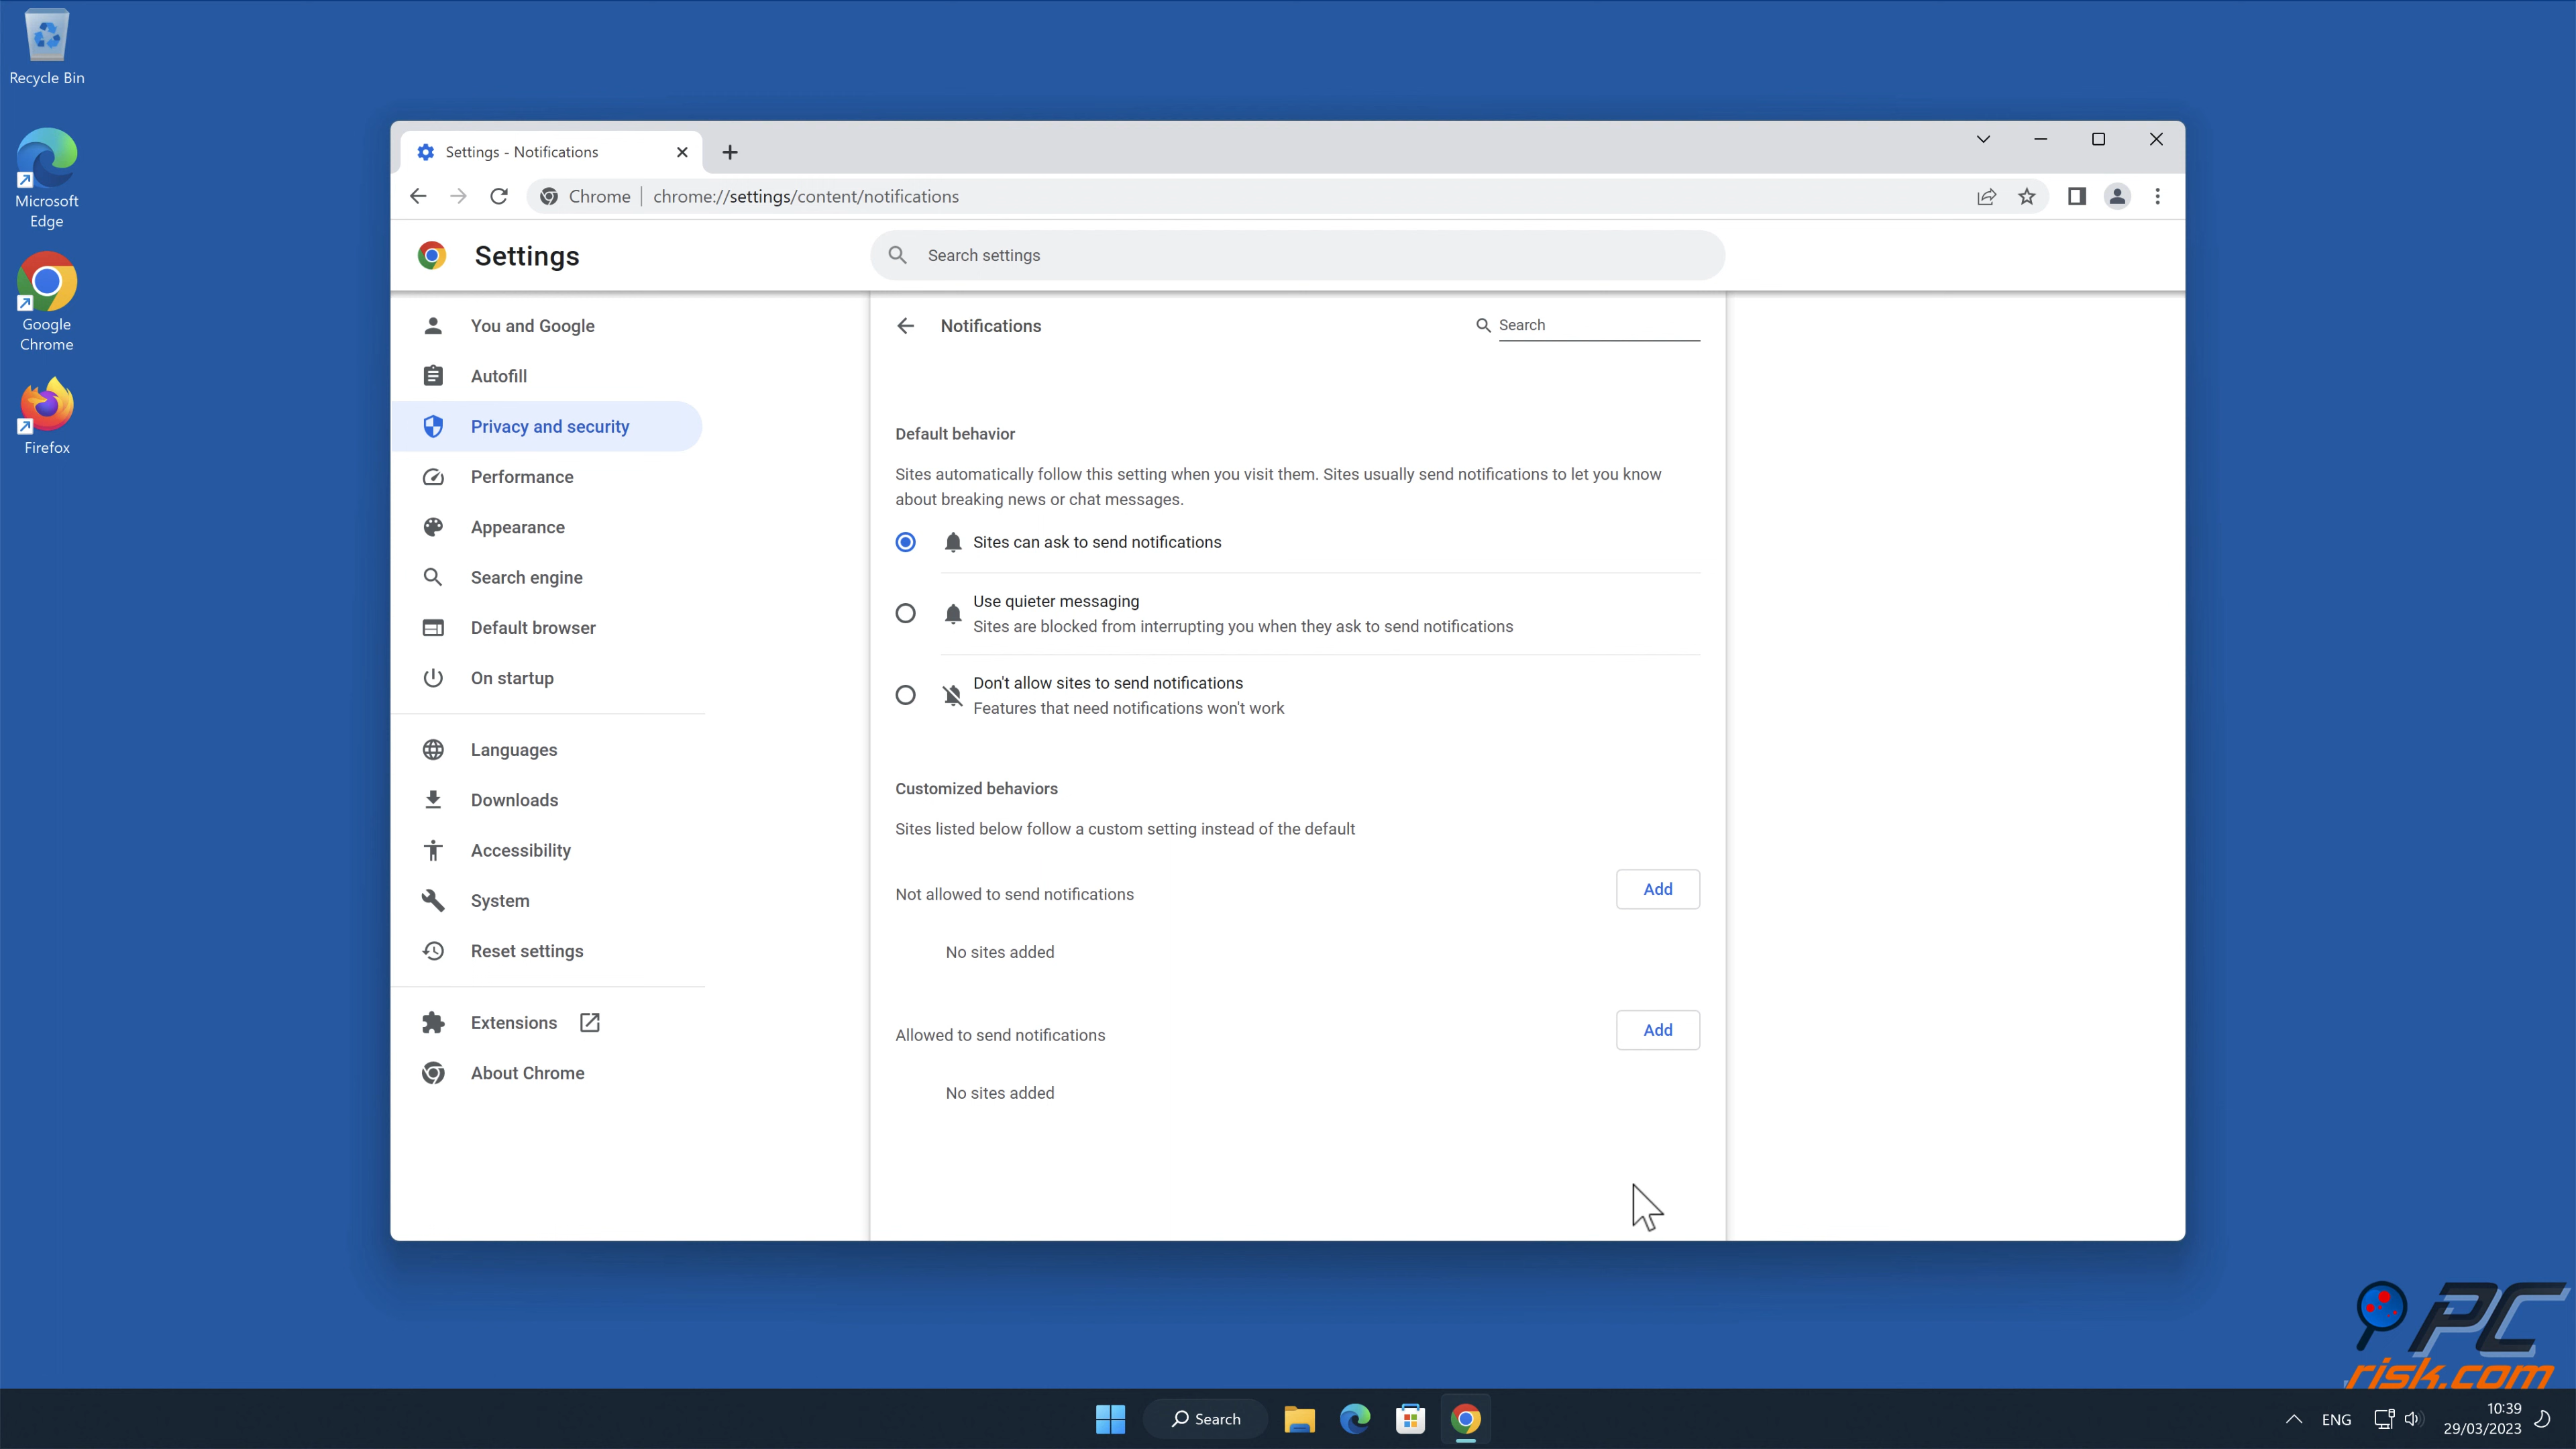 Recycle Bin
Microsoft
Edge
Google
Chrome
Firefox
Settings - Notifications
Chrome
chrome://settings/content/notifications
Settings
Search settings
You and Google
Autofill
Privacy and security
Performance
Appearance
Search engine
Default browser
On startup
Languages
Downloads
Accessibility
System
Reset settings
Extensions
About Chrome
Notifications
Search
Default behavior
Sites automatically follow this setting when you visit them. Sites usually send notifications to let you know
about breaking news or chat messages.
Sites can ask to send notifications
Use quieter messaging
Sites are blocked from interrupting you when they ask to send notifications
Don't allow sites to send notifications
Features that need notifications won't work
Customized behaviors
Sites listed below follow a custom setting instead of the default
Not allowed to send notifications
Add
No sites added
Allowed to send notifications
Add
No sites added
PC
risk.com
Search
ENG
10:39
29/03/2023